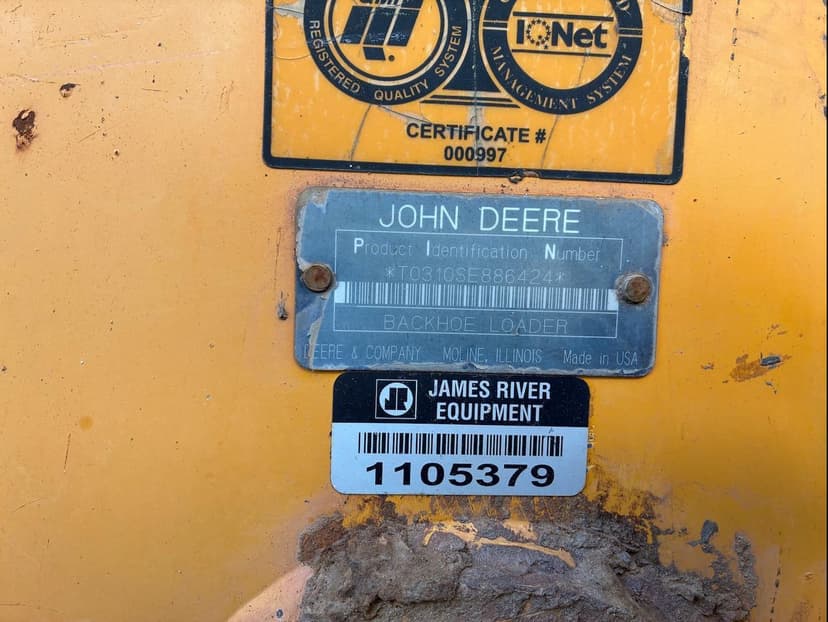 REGISTERED QUALITY SYSTEM
IQNet
MANAGEMENT SYSTEM
CERTIFICATE #
000997
JOHN DEERE
Product Identification Number
*T0310SE886424*
BACKHOE LOADER
DEERE & COMPANY MOLINE, ILLINOIS Made in USA
JR JAMES RIVER
EQUIPMENT
1105379